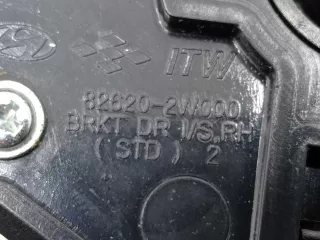 ITW
82620-2W000
BRKT DR I/S,RH
( STD ) 2